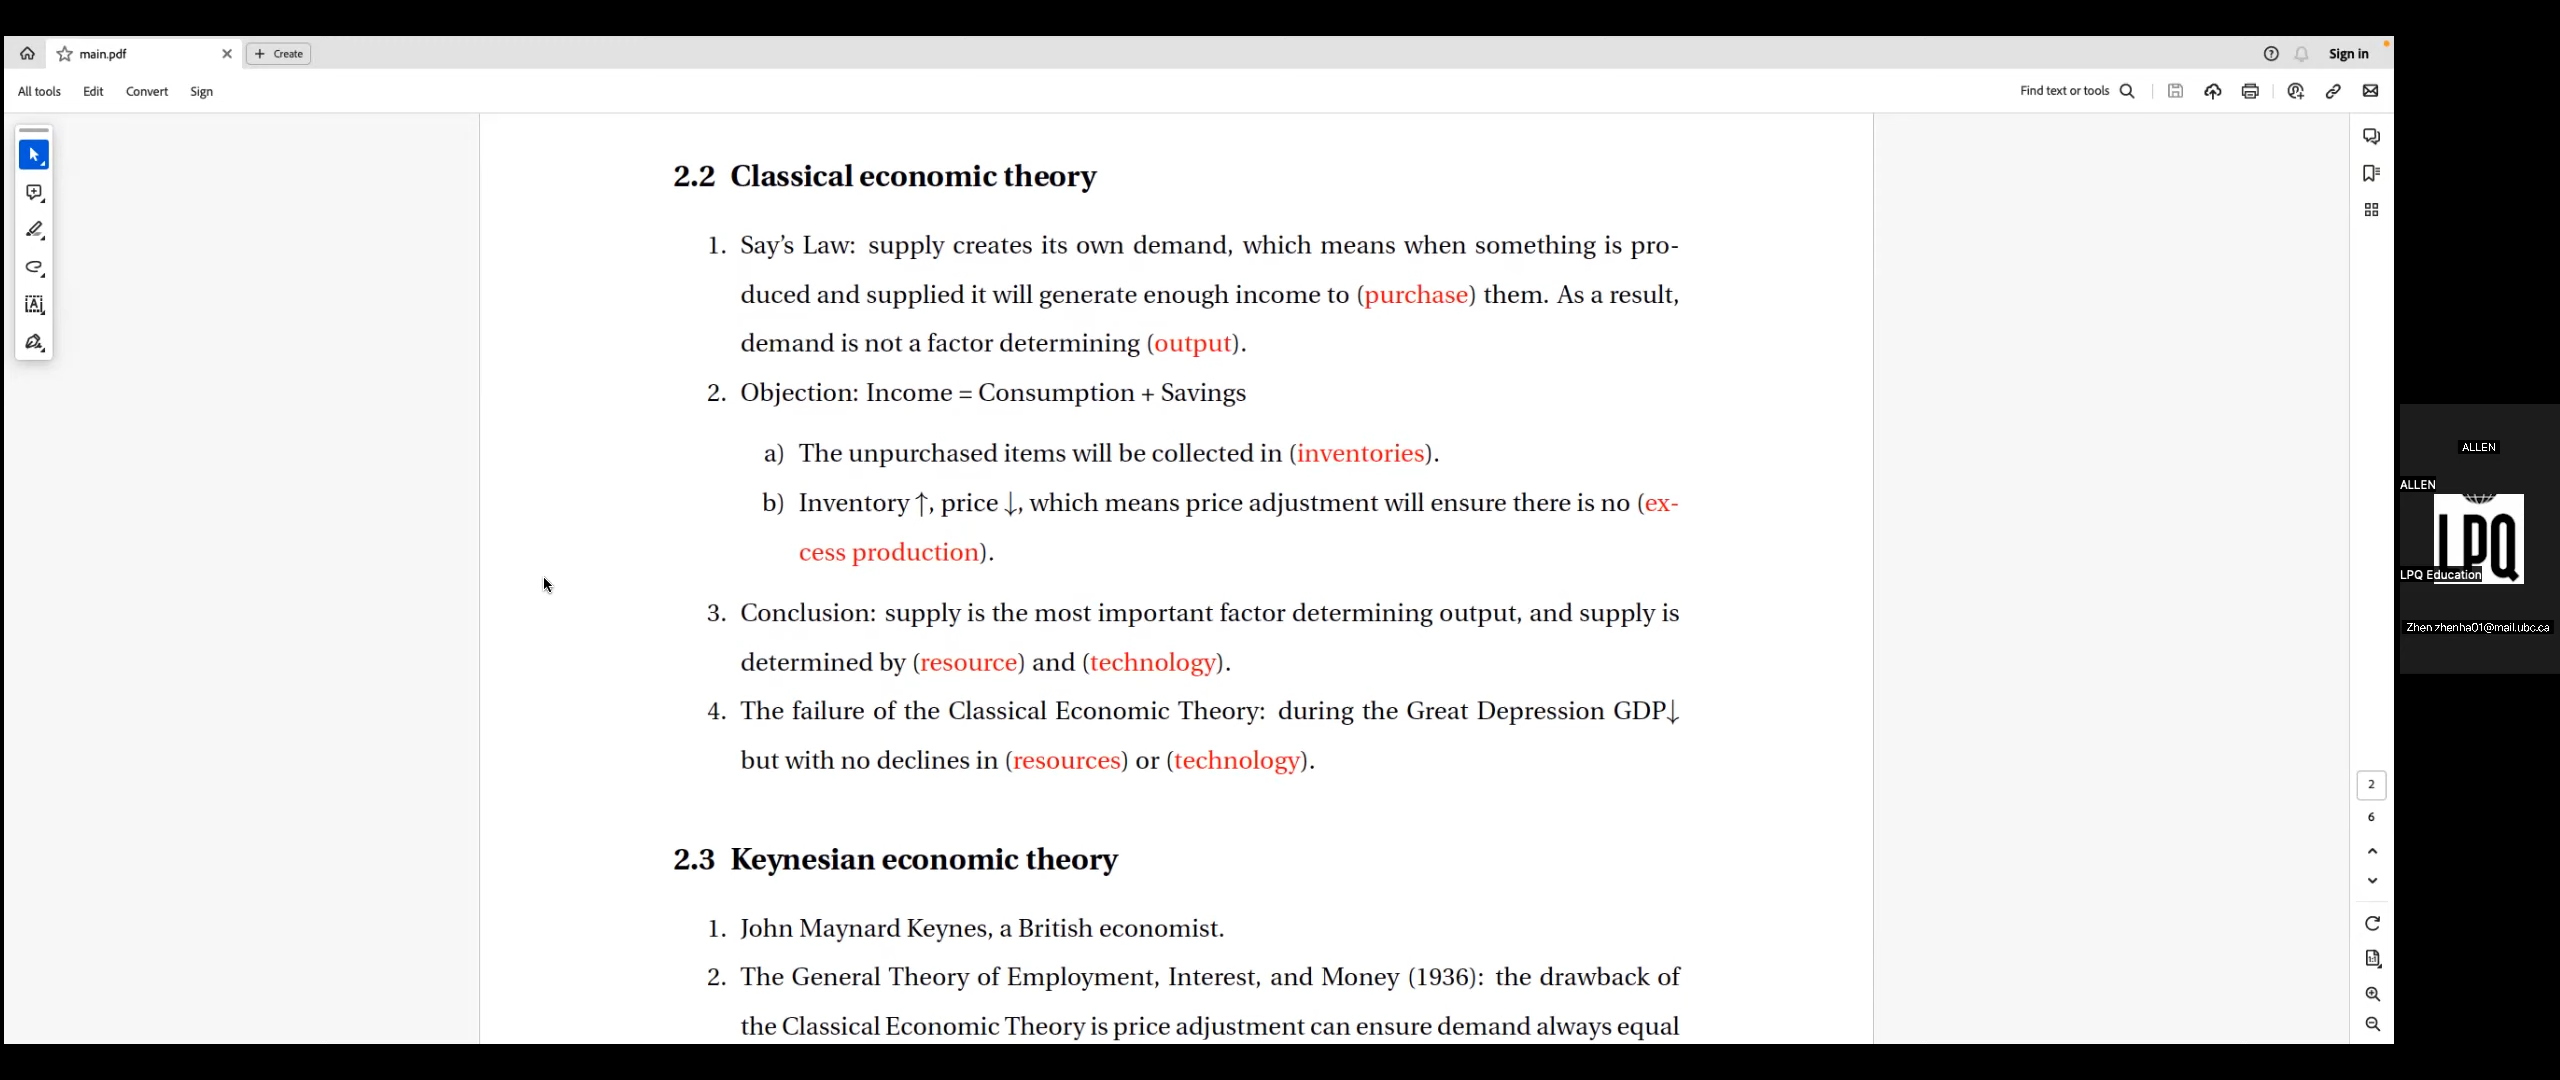 main.pdf
Create
Sign in
All tools
Edit
Convert
Sign
Find text or tools
2.2 Classical economic theory
1. Say's Law: supply creates its own demand, which means when something is pro-
duced and supplied it will generate enough income to (purchase) them. As a result,
demand is not a factor determining (output).
2. Objection: Income = Consumption + Savings
a) The unpurchased items will be collected in (inventories).
b) Inventory ↑, price ↓, which means price adjustment will ensure there is no (ex-
cess production).
3. Conclusion: supply is the most important factor determining output, and supply is
determined by (resource) and (technology).
4. The failure of the Classical Economic Theory: during the Great Depression GDP↓
but with no declines in (resources) or (technology).
2.3 Keynesian economic theory
1. John Maynard Keynes, a British economist.
2. The General Theory of Employment, Interest, and Money (1936): the drawback of
the Classical Economic Theory is price adjustment can ensure demand always equal
2
6
ALLEN
ALLEN
LPQ
LPQ Education
Zhen zhenha01@mail.ubc.ca